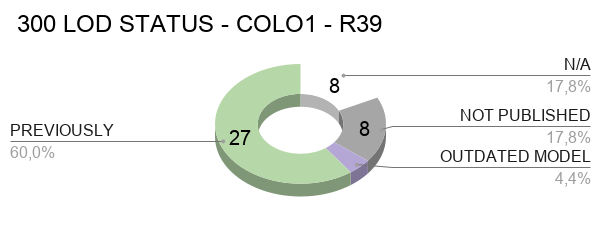 300 LOD STATUS - COLO1 - R39
N/A
17,8%
8
NOT PUBLISHED
17,8%
8
PREVIOUSLY
60,0%
27
OUTDATED MODEL
4,4%